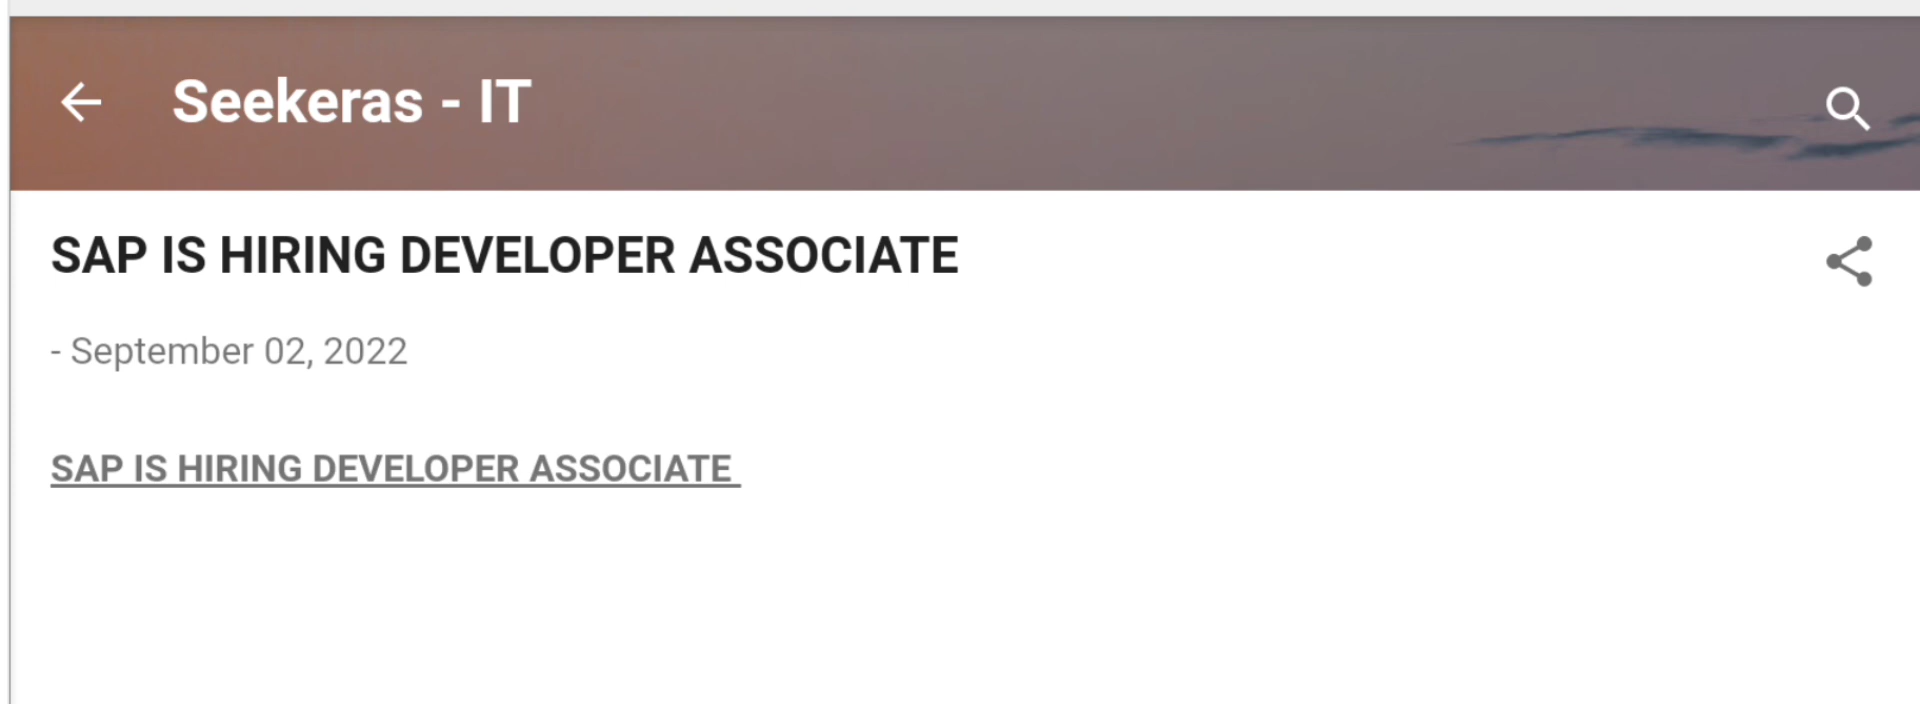 Seekeras - IT
SAP IS HIRING DEVELOPER ASSOCIATE
- September 02, 2022
SAP IS HIRING DEVELOPER ASSOCIATE